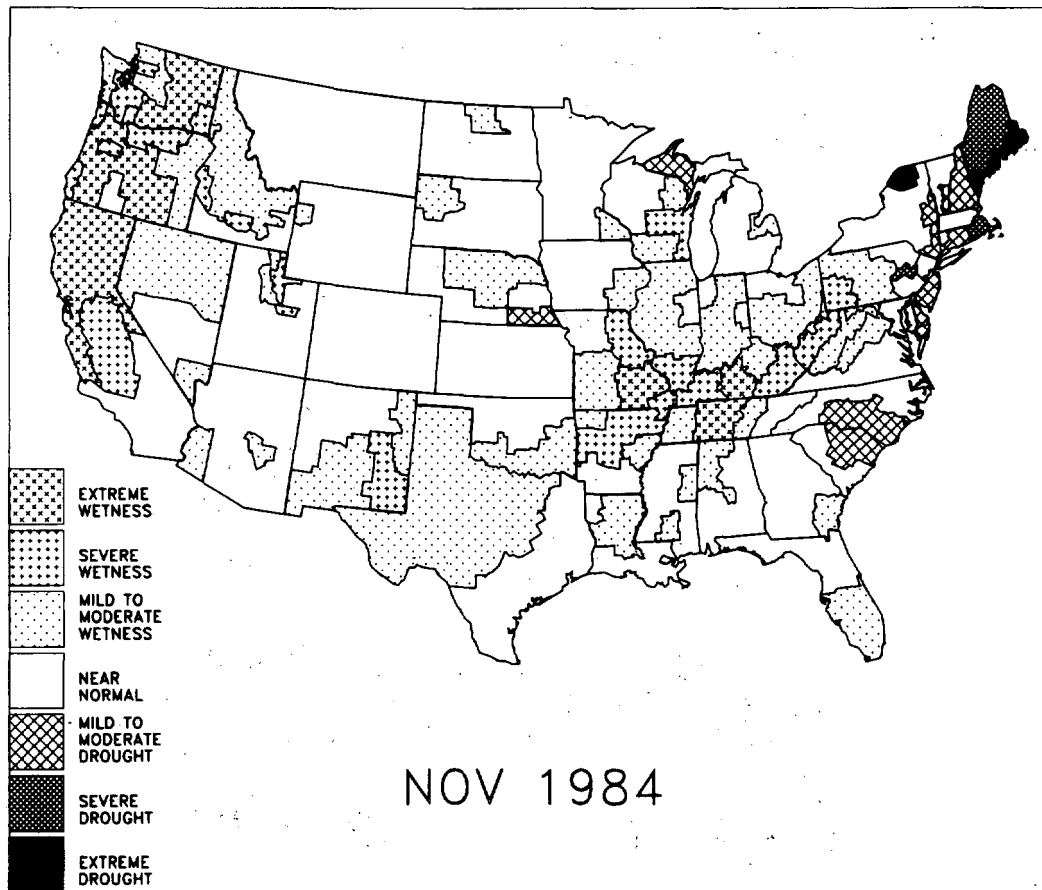 EXTREME
WETNESS
SEVERE
WETNESS
MILD TO
MODERATE
WETNESS
NEAR
NORMAL
MILD TO
MODERATE
DROUGHT
SEVERE
DROUGHT
EXTREME
DROUGHT
NOV 1984